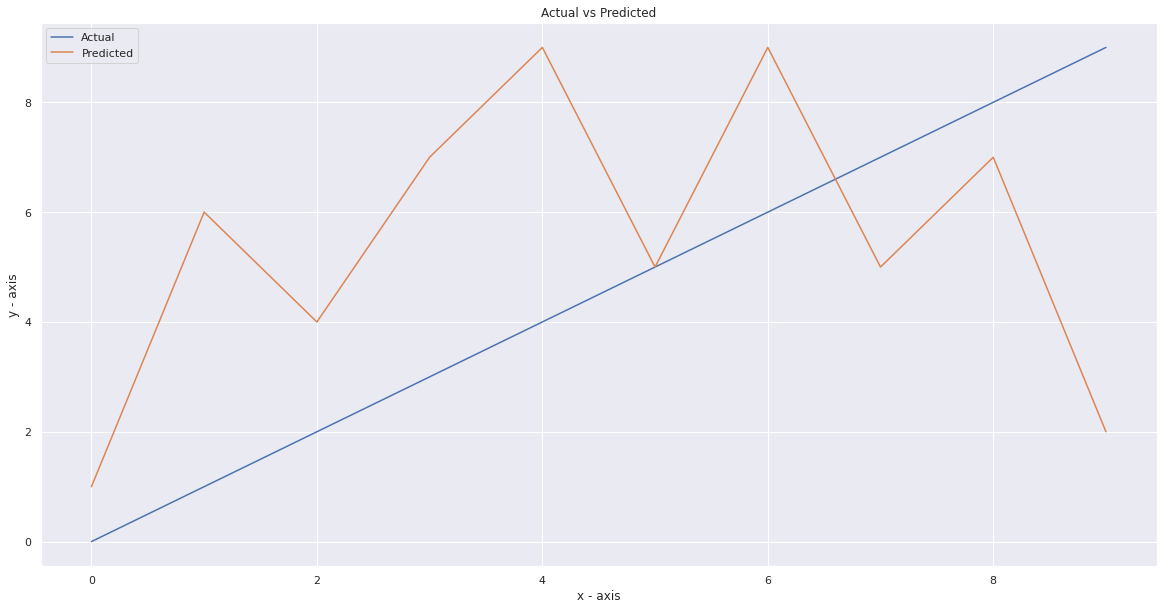 Actual vs Predicted
Actual
Predicted
y - axis
8
6
4
2
0
0 2 4 6 8
x - axis